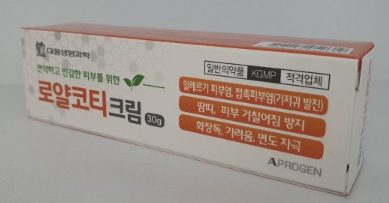 대웅생명과학
연약하고 민감한 피부를 위한
로얄코티크림
30g
일반의약품 KGMP 적격업체
알레르기 피부염, 접촉피부염(기저귀 발진)
땀띠, 피부 거칠어짐 방지
화장독, 가려움, 면도 자극
APROGEN